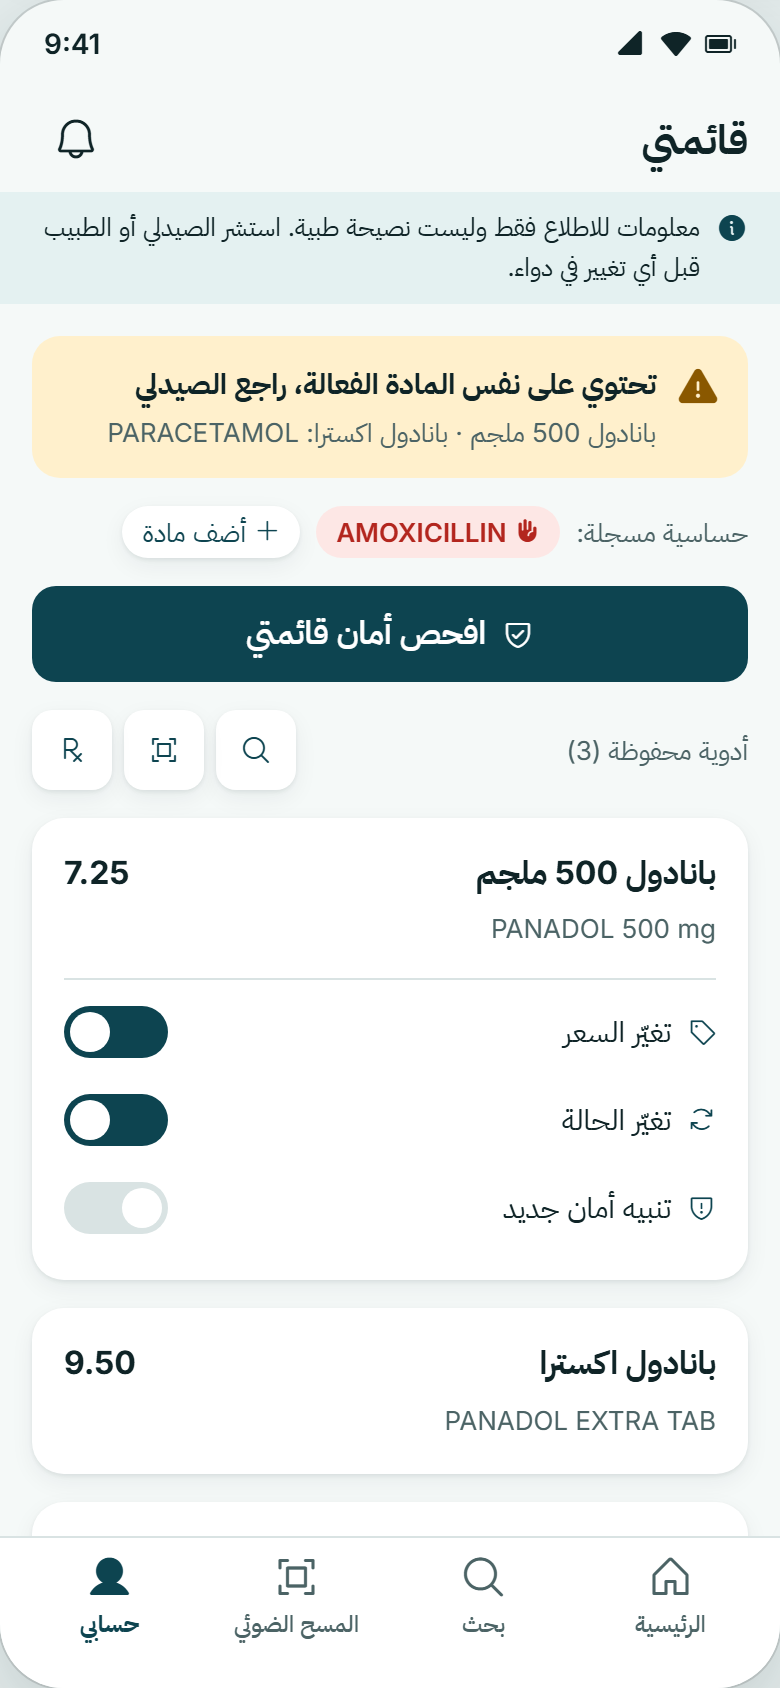 9:41
قائمتي
معلومات للاطلاع فقط وليست نصيحة طبية. استشر الصيدلي أو الطبيب
قبل أي تغيير في دواء.
تحتوي على نفس المادة الفعالة، راجع الصيدلي
بانادول 500 ملجم · بانادول اكسترا: PARACETAMOL
حساسية مسجلة:
AMOXICILLIN
أضف مادة
افحص أمان قائمتي
أدوية محفوظة (3)
بانادول 500 ملجم
7.25
PANADOL 500 mg
تغيّر السعر
تغيّر الحالة
تنبيه أمان جديد
بانادول اكسترا
9.50
PANADOL EXTRA TAB
الرئيسية
بحث
المسح الضوئي
حسابي